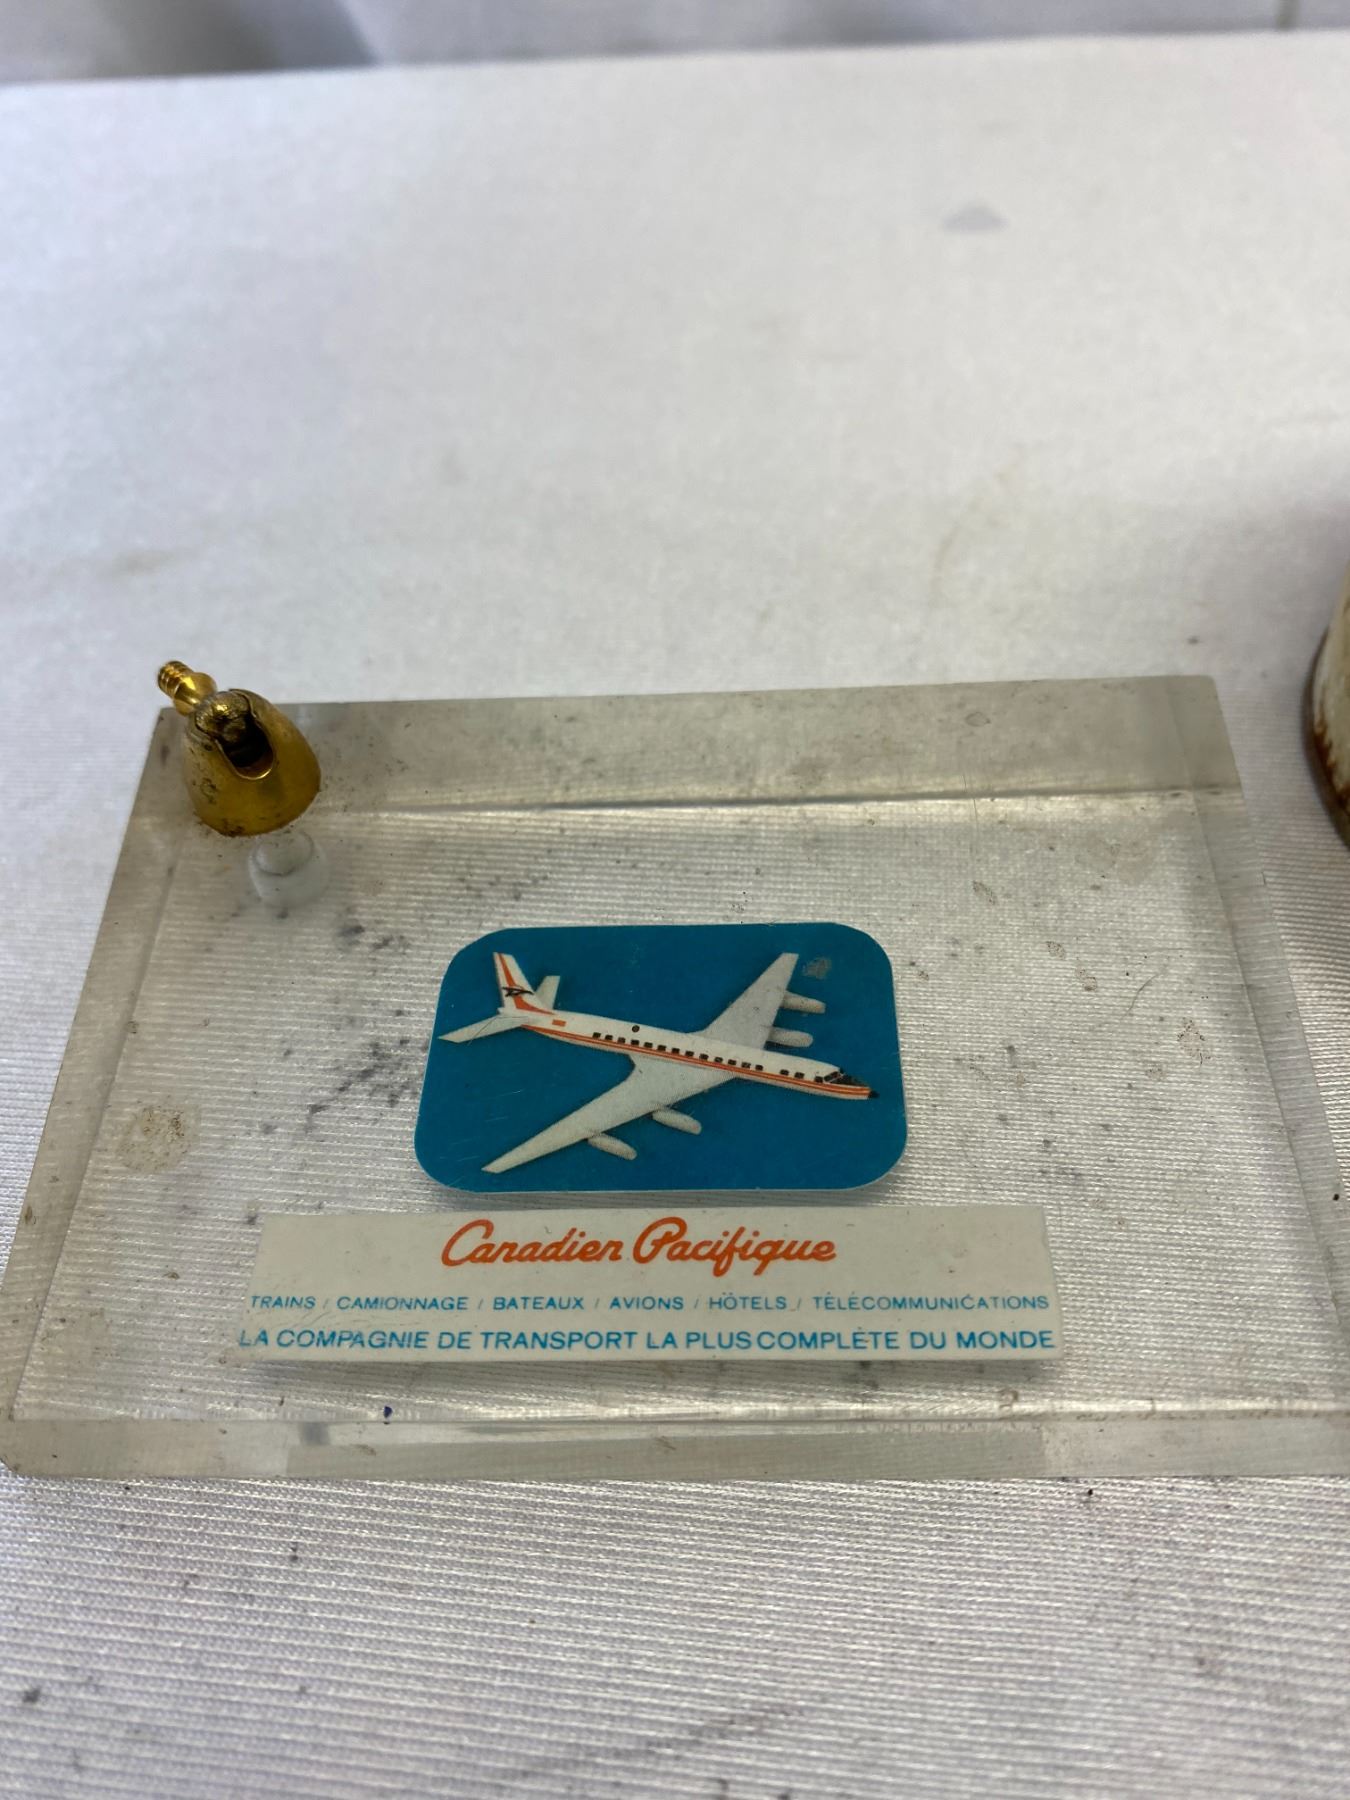 Canadien Pacifique
TRAINS / CAMIONNAGE / BATEAUX / AVIONS / HÔTELS / TÉLÉCOMMUNICATIONS
LA COMPAGNIE DE TRANSPORT LA PLUS COMPLÈTE DU MONDE